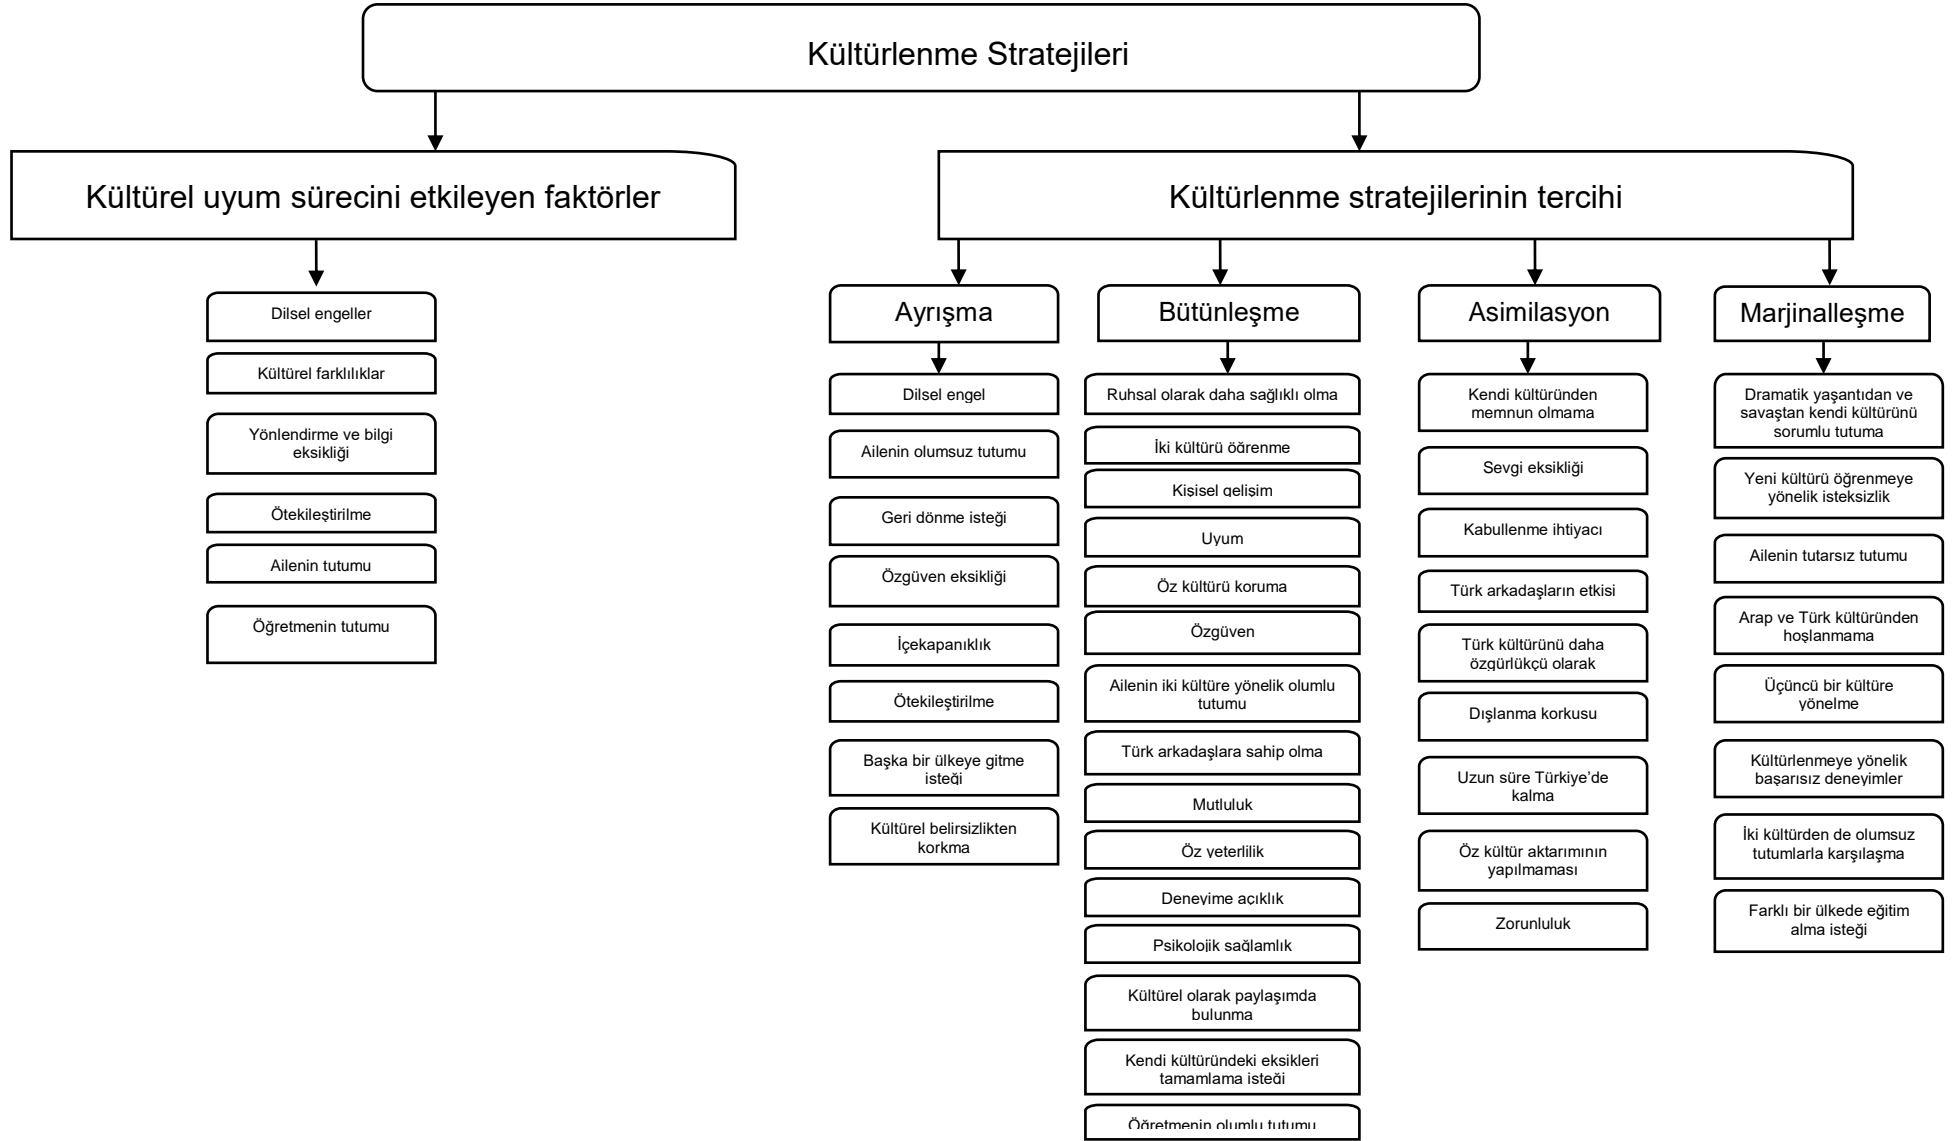 Kültürlenme Stratejileri
Kültürel uyum sürecini etkileyen faktörler
Kültürlenme stratejilerinin tercihi
Dilsel engeller
Kültürel farklılıklar
Yönlendirme ve bilgi
eksikliği
Ötekileştirilme
Ailenin tutumu
Öğretmenin tutumu
Ayrışma
Dilsel engel
Ailenin olumsuz tutumu
Geri dönme isteği
Özgüven eksikliği
İçekapanıklık
Ötekileştirilme
Başka bir ülkeye gitme
isteği
Kültürel belirsizlikten
korkma
Bütünleşme
Ruhsal olarak daha sağlıklı olma
İki kültürü öğrenme
Kişisel gelişim
Uyum
Öz kültürü koruma
Özgüven
Ailenin iki kültüre yönelik olumlu
tutumu
Türk arkadaşlara sahip olma
Mutluluk
Öz yeterlilik
Deneyime açıklık
Psikolojik sağlamlık
Kültürel olarak paylaşımda
bulunma
Kendi kültüründeki eksikleri
tamamlama isteği
Öğretmenin olumlu tutumu
Asimilasyon
Kendi kültüründen
memnun olmama
Sevgi eksikliği
Kabullenme ihtiyacı
Türk arkadaşların etkisi
Türk kültürünü daha
özgürlükçü olarak
Dışlanma korkusu
Uzun süre Türkiye’de
kalma
Öz kültür aktarımının
yapılmaması
Zorunluluk
Marjinalleşme
Dramatik yaşantıdan ve
savaştan kendi kültürünü
sorumlu tutuma
Yeni kültürü öğrenmeye
yönelik isteksizlik
Ailenin tutarsız tutumu
Arap ve Türk kültüründen
hoşlanmama
Üçüncü bir kültüre
yönelme
Kültürlenmeye yönelik
başarısız deneyimler
İki kültürden de olumsuz
tutumlarla karşılaşma
Farklı bir ülkede eğitim
alma isteği